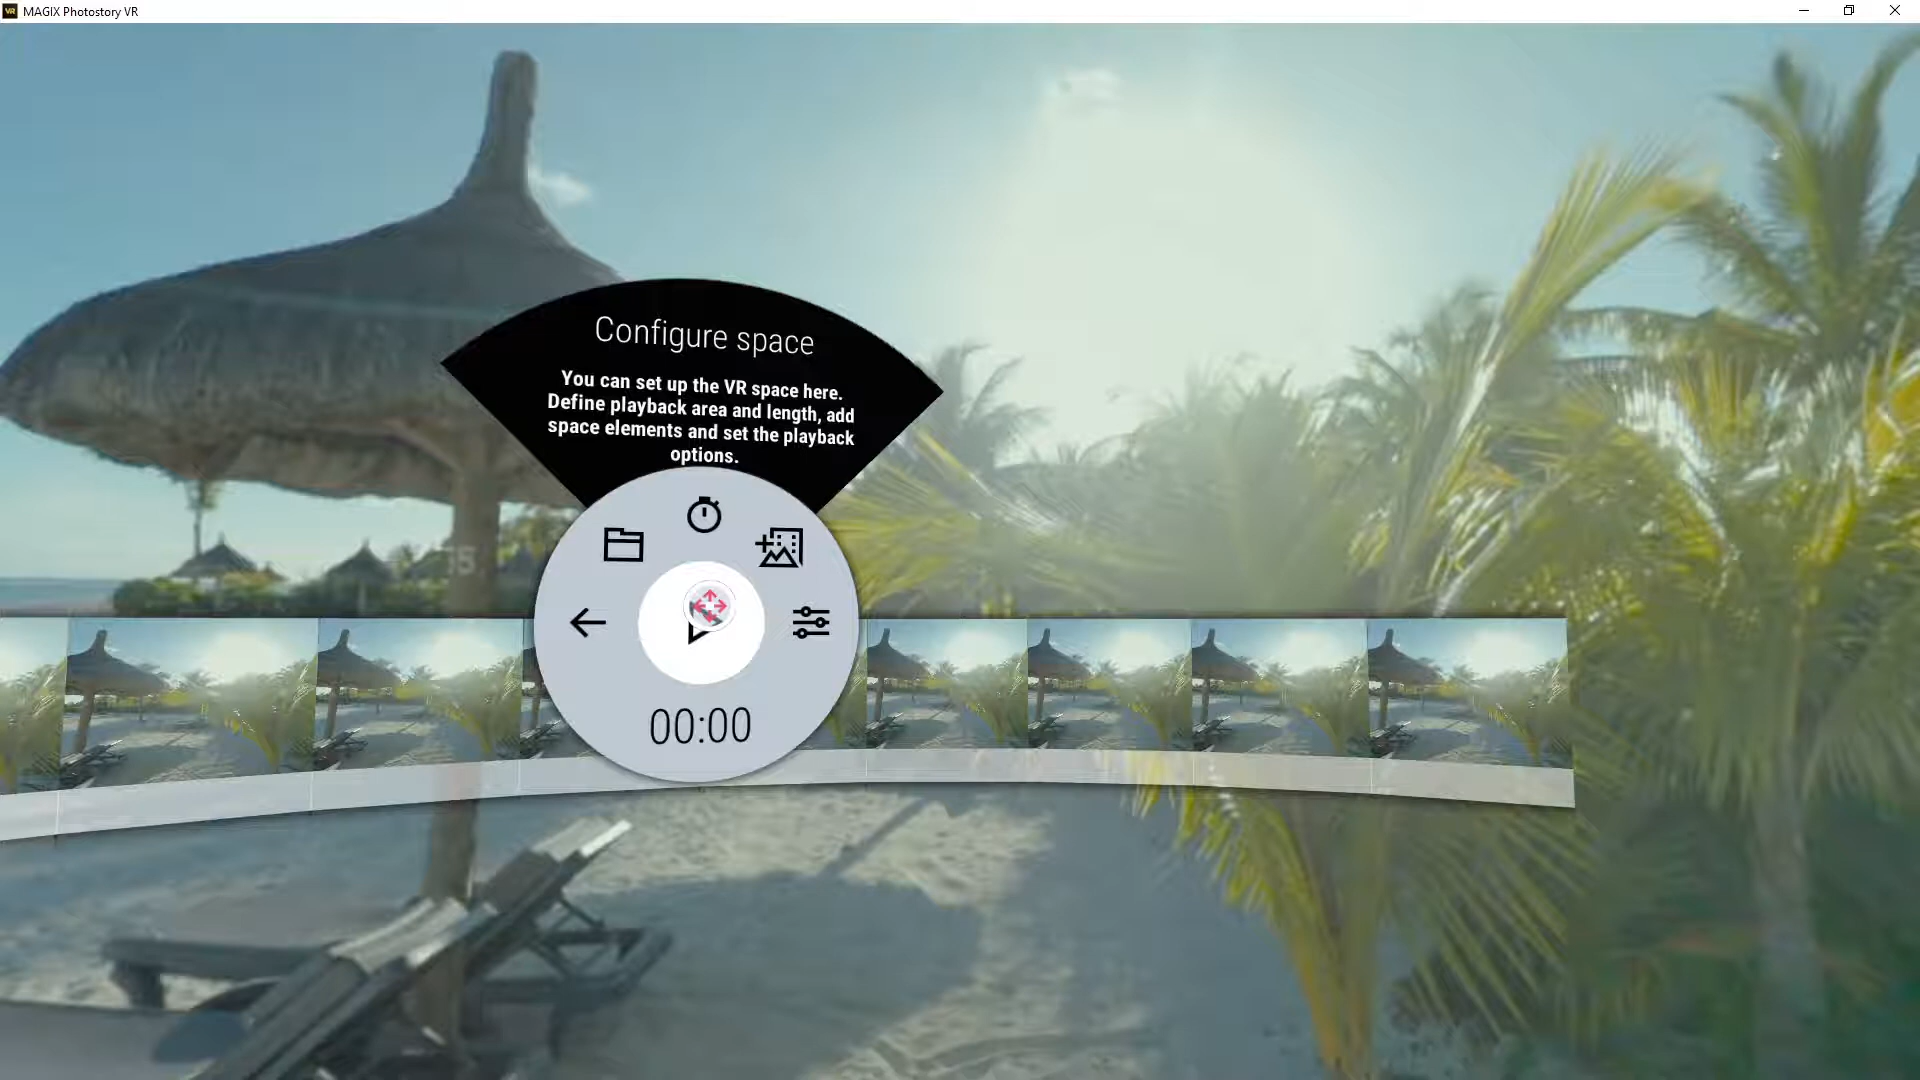 VR MAGIX Photostory VR
Configure space
You can set up the VR space here.
Define playback area and length, add
space elements and set the playback
options.
00:00